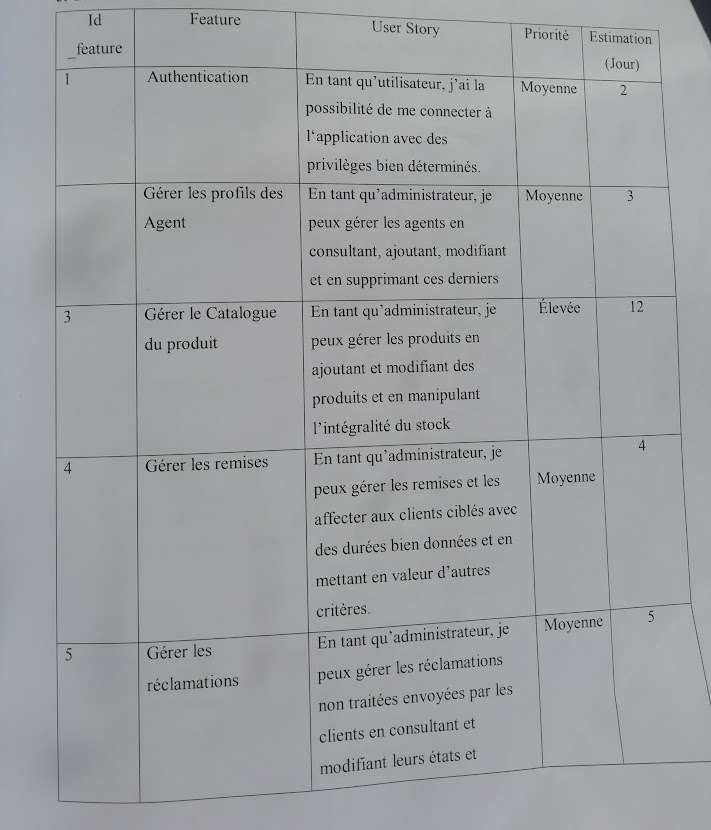 Id
_feature
Feature
User Story
Priorité
Estimation
(Jour)
1
Authentication
En tant qu'utilisateur, j'ai la
possibilité de me connecter à
l'application avec des
privilèges bien déterminés.
Moyenne
2
Gérer les profils des
Agent
En tant qu'administrateur, je
peux gérer les agents en
consultant, ajoutant, modifiant
et en supprimant ces derniers
Moyenne
3
3
Gérer le Catalogue
du produit
En tant qu'administrateur, je
peux gérer les produits en
ajoutant et modifiant des
produits et en manipulant
l'intégralité du stock
Élevée
12
4
Gérer les remises
En tant qu'administrateur, je
peux gérer les remises et les
affecter aux clients ciblés avec
des durées bien données et en
mettant en valeur d'autres
critères.
Moyenne
4
5
Gérer les
réclamations
En tant qu'administrateur, je
peux gérer les réclamations
non traitées envoyées par les
clients en consultant et
modifiant leurs états et
Moyenne
5